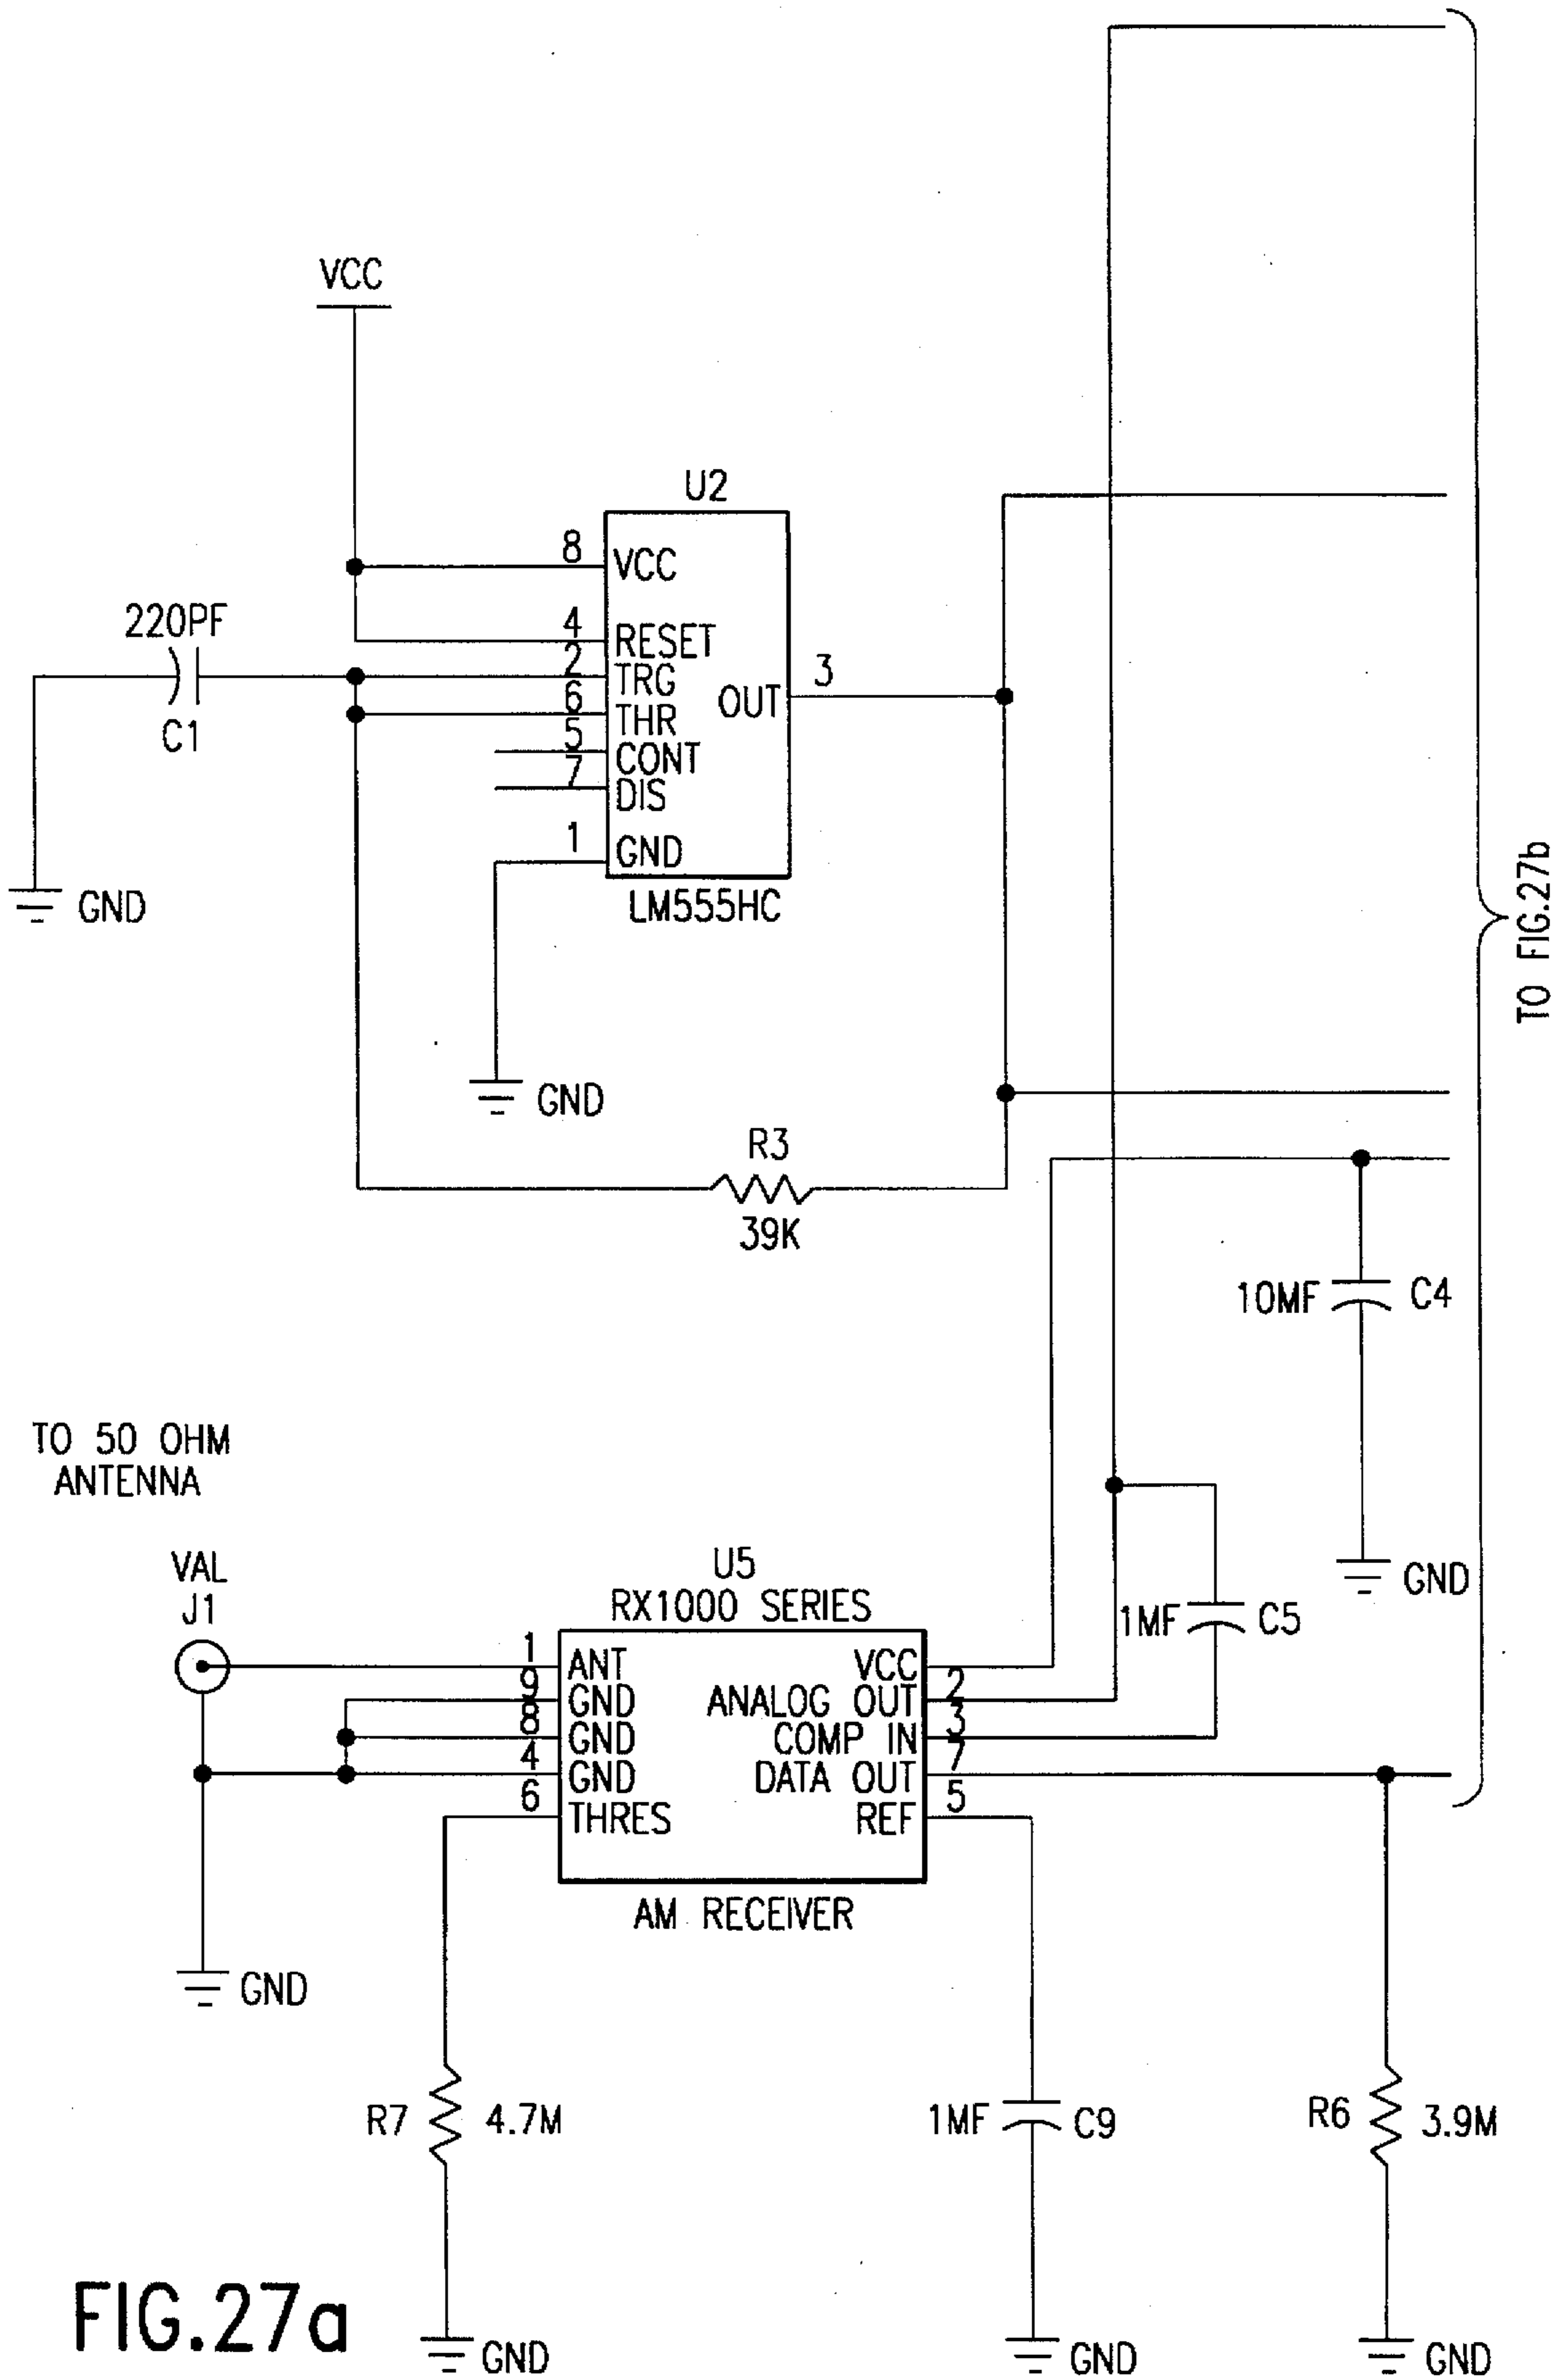 VCC
U2
8
VCC
220PF
4
RESET
2
TRG
3
6
THR
OUT
C1
5
CONT
7
DIS
1
GND
GND
LM555HC
TO FIG.27b
GND
R3
39K
10MF
C4
TO 50 OHM
ANTENNA
VAL
J1
U5
RX1000 SERIES
GND
1MF
C5
1
ANT
VCC
9
GND
ANALOG OUT
2
8
GND
COMP IN
3
4
GND
DATA OUT
7
6
THRES
REF
5
AM RECEIVER
GND
R7
4.7M
1MF
C9
R6
3.9M
FIG.27a
GND
GND
GND